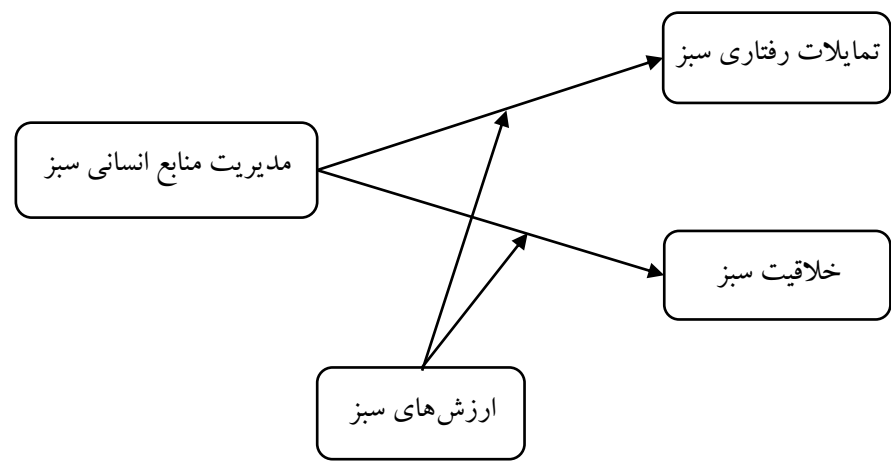 تمایلات رفتاری سبز
مدیریت منابع انسانی سبز
خلاقیت سبز
ارزش‌های سبز